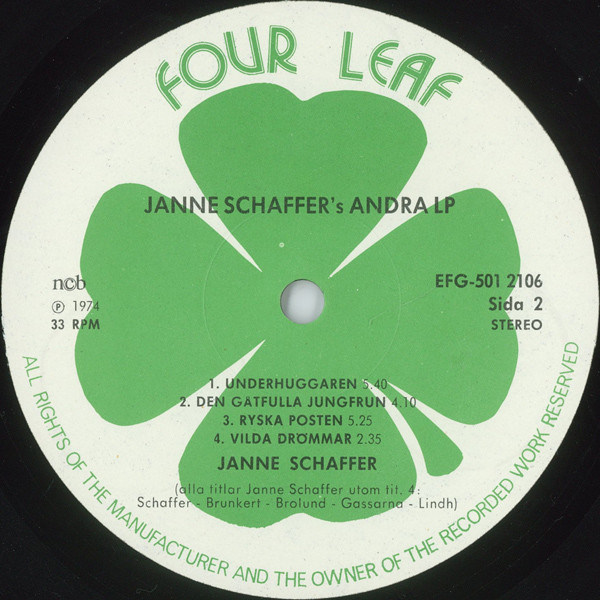 FOUR LEAF
JANNE SCHAFFER's ANDRA LP
ncb
Ⓟ 1974
33 RPM
EFG-501 2106
Sida 2
STEREO
1. UNDERHUGGAREN 5.40
2. DEN GÅTFULLA JUNGFRUN 4.10
3. RYSKA POSTEN 5.25
4. VILDA DRÖMMAR 2.35
JANNE SCHAFFER
(alla titlar Janne Schaffer utom tit. 4:
Schaffer - Brunkert - Brolund - Gassarna - Lindh)
ALL RIGHTS OF THE MANUFACTURER AND THE OWNER OF THE RECORDED WORK RESERVED